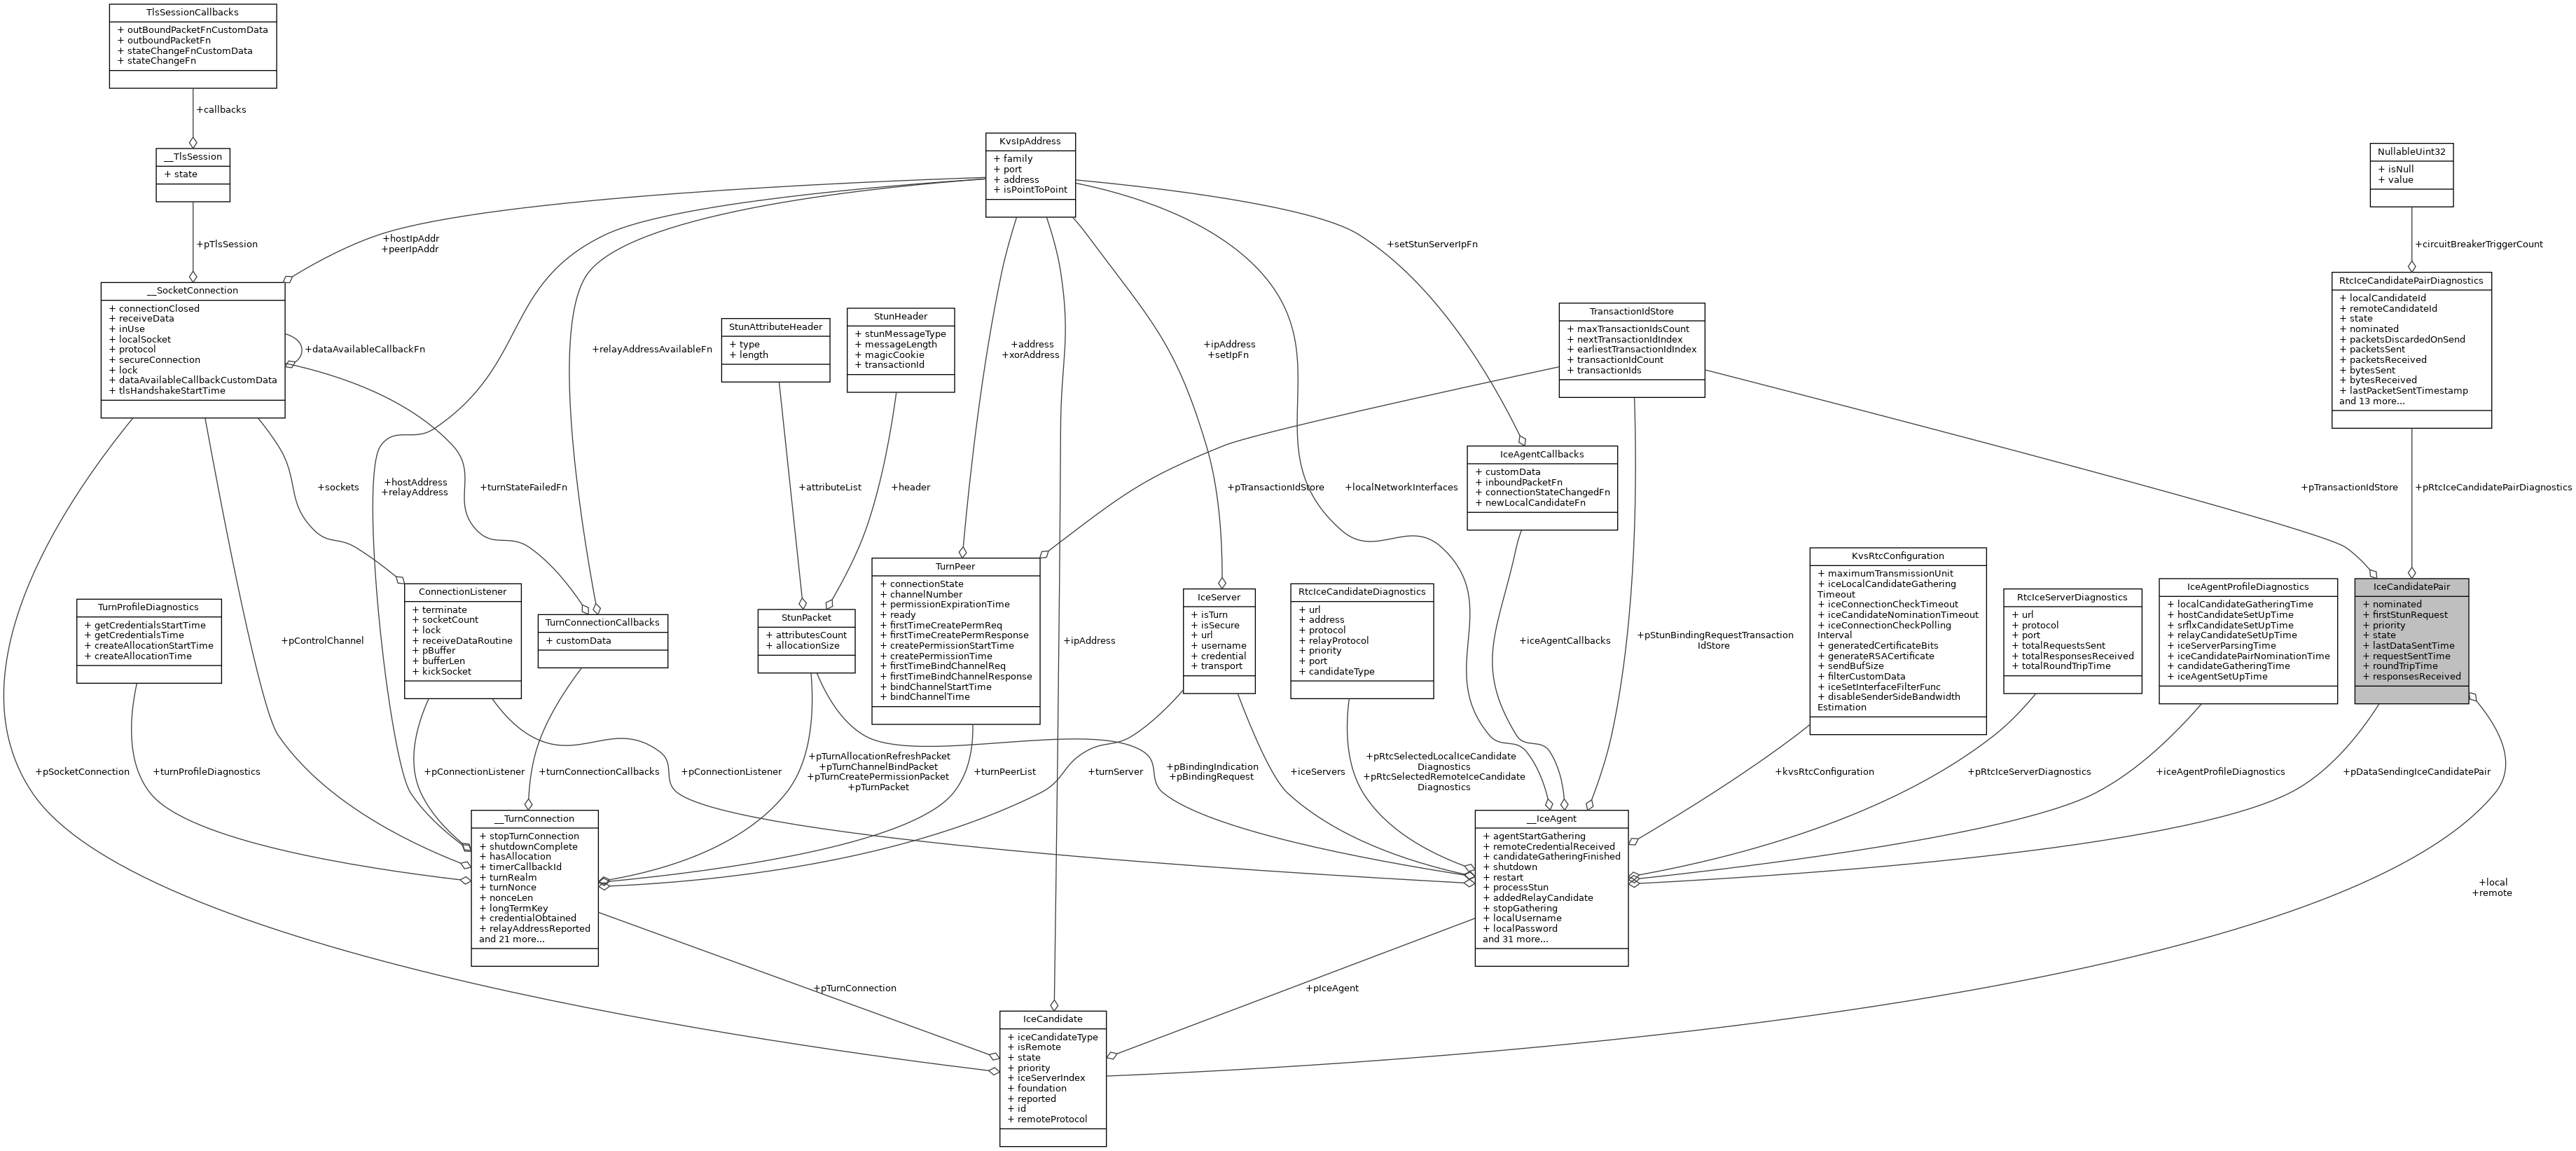 TlsSessionCallbacks
+ outBoundPacketFnCustomData
+ outboundPacketFn
+ stateChangeFnCustomData
+ stateChangeFn
+callbacks
__TlsSession
+ state
+pTlsSession
KvsIpAddress
+ family
+ port
+ address
+ isPointToPoint
NullableUint32
+ isNull
+ value
+hostIpAddr
+peerIpAddr
+setStunServerIpFn
+circuitBreakerTriggerCount
__SocketConnection
+ connectionClosed
+ receiveData
+ inUse
+ localSocket
+ protocol
+ secureConnection
+ lock
+ dataAvailableCallbackCustomData
+ tlsHandshakeStartTime
+dataAvailableCallbackFn
+relayAddressAvailableFn
StunAttributeHeader
+ type
+ length
StunHeader
+ stunMessageType
+ messageLength
+ magicCookie
+ transactionId
+address
+xorAddress
+ipAddress
+setIpFn
TransactionIdStore
+ maxTransactionIdsCount
+ nextTransactionIdIndex
+ earliestTransactionIdIndex
+ transactionIdCount
+ transactionIds
RtcIceCandidatePairDiagnostics
+ localCandidateId
+ remoteCandidateId
+ state
+ nominated
+ packetsDiscardedOnSend
+ packetsSent
+ packetsReceived
+ bytesSent
+ bytesReceived
+ lastPacketSentTimestamp
and 13 more...
IceAgentCallbacks
+ customData
+ inboundPacketFn
+ connectionStateChangedFn
+ newLocalCandidateFn
+sockets
+hostAddress
+relayAddress
+turnStateFailedFn
+attributeList
+header
+pTransactionIdStore
+localNetworkInterfaces
+pTransactionIdStore
+pRtcIceCandidatePairDiagnostics
TurnProfileDiagnostics
+ getCredentialsStartTime
+ getCredentialsTime
+ createAllocationStartTime
+ createAllocationTime
+pControlChannel
ConnectionListener
+ terminate
+ socketCount
+ lock
+ receiveDataRoutine
+ pBuffer
+ bufferLen
+ kickSocket
TurnConnectionCallbacks
+ customData
StunPacket
+ attributesCount
+ allocationSize
TurnPeer
+ connectionState
+ channelNumber
+ permissionExpirationTime
+ ready
+ firstTimeCreatePermReq
+ firstTimeCreatePermResponse
+ createPermissionStartTime
+ createPermissionTime
+ firstTimeBindChannelReq
+ firstTimeBindChannelResponse
+ bindChannelStartTime
+ bindChannelTime
+ipAddress
IceServer
+ isTurn
+ isSecure
+ url
+ username
+ credential
+ transport
RtcIceCandidateDiagnostics
+ url
+ address
+ protocol
+ relayProtocol
+ priority
+ port
+ candidateType
+iceAgentCallbacks
+pStunBindingRequestTransaction
IdStore
KvsRtcConfiguration
+ maximumTransmissionUnit
+ iceLocalCandidateGathering
Timeout
+ iceConnectionCheckTimeout
+ iceCandidateNominationTimeout
+ iceConnectionCheckPolling
Interval
+ generatedCertificateBits
+ generateRSACertificate
+ sendBufSize
+ filterCustomData
+ iceSetInterfaceFilterFunc
+ disableSenderSideBandwidth
Estimation
RtcIceServerDiagnostics
+ url
+ protocol
+ port
+ totalRequestsSent
+ totalResponsesReceived
+ totalRoundTripTime
IceAgentProfileDiagnostics
+ localCandidateGatheringTime
+ hostCandidateSetUpTime
+ srflxCandidateSetUpTime
+ relayCandidateSetUpTime
+ iceServerParsingTime
+ iceCandidatePairNominationTime
+ candidateGatheringTime
+ iceAgentSetUpTime
IceCandidatePair
+ nominated
+ firstStunRequest
+ priority
+ state
+ lastDataSentTime
+ requestSentTime
+ roundTripTime
+ responsesReceived
+pSocketConnection
+turnProfileDiagnostics
+pConnectionListener
+turnConnectionCallbacks
+pConnectionListener
+pTurnAllocationRefreshPacket
+pTurnChannelBindPacket
+pTurnCreatePermissionPacket
+pTurnPacket
+turnPeerList
+turnServer
+pBindingIndication
+pBindingRequest
+iceServers
+pRtcSelectedLocalIceCandidate
Diagnostics
+pRtcSelectedRemoteIceCandidate
Diagnostics
+kvsRtcConfiguration
+pRtcIceServerDiagnostics
+iceAgentProfileDiagnostics
+pDataSendingIceCandidatePair
__TurnConnection
+ stopTurnConnection
+ shutdownComplete
+ hasAllocation
+ timerCallbackId
+ turnRealm
+ turnNonce
+ nonceLen
+ longTermKey
+ credentialObtained
+ relayAddressReported
and 21 more...
__IceAgent
+ agentStartGathering
+ remoteCredentialReceived
+ candidateGatheringFinished
+ shutdown
+ restart
+ processStun
+ addedRelayCandidate
+ stopGathering
+ localUsername
+ localPassword
and 31 more...
+local
+remote
+pTurnConnection
+pIceAgent
IceCandidate
+ iceCandidateType
+ isRemote
+ state
+ priority
+ iceServerIndex
+ foundation
+ reported
+ id
+ remoteProtocol